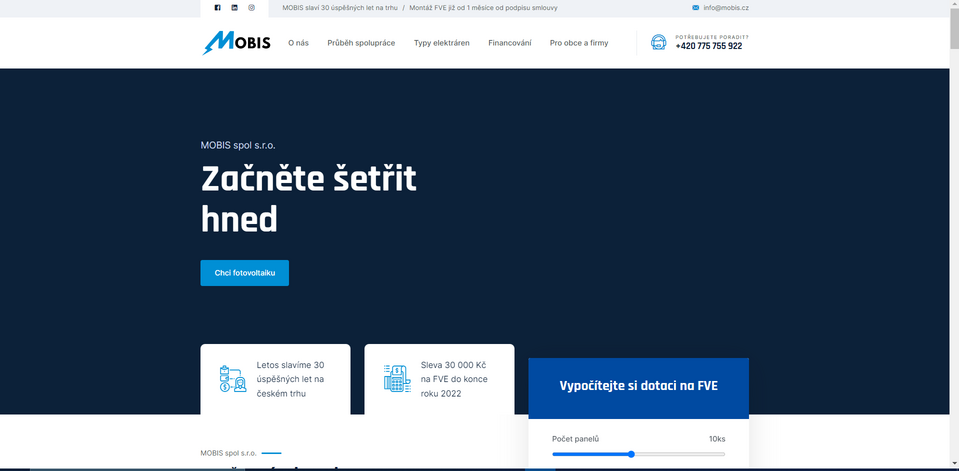 MOBIS slaví 30 úspěšných let na trhu / Montáž FVE již od 1 měsíce od podpisu smlouvy
info@mobis.cz
MOBIS
O nás
Průběh spolupráce
Typy elektráren
Financování
Pro obce a firmy
POTŘEBUJETE PORADIT?
+420 775 755 922
MOBIS spol s.r.o.
Začněte šetřit
hned
Chci fotovoltaiku
Letos slavíme 30
úspěšných let na
českém trhu
Sleva 30 000 Kč
na FVE do konce
roku 2022
Vypočítejte si dotaci na FVE
Počet panelů
10ks
MOBIS spol s.r.o.